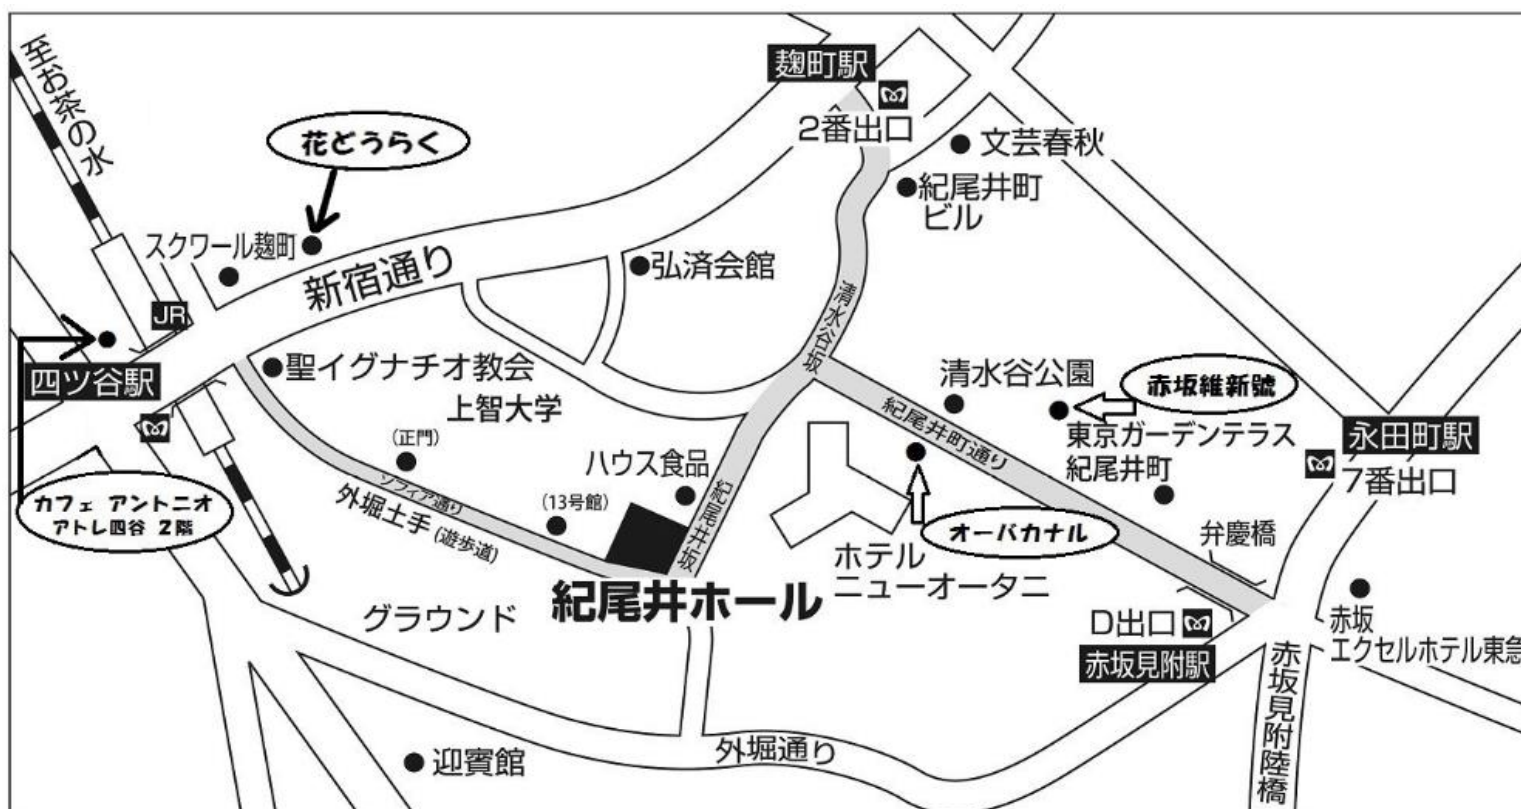 至お茶の水
麹町駅
2番出口
花どうらく
文芸春秋
紀尾井町
ビル
スクワール麹町
新宿通り
弘済会館
JR
清水谷坂
四ツ谷駅
聖イグナチオ教会
上智大学
清水谷公園
赤坂維新號
紀尾井町通り
東京ガーデンテラス
紀尾井町
永田町駅
7番出口
(正門)
ハウス食品
カフェ アントニオ
アトレ四谷 2階
ソフィア通り
外堀土手(遊歩道)
(13号館)
紀尾井坂
オーバカナル
弁慶橋
ホテル
ニューオータニ
紀尾井ホール
グラウンド
D出口
赤坂見附駅
赤坂
エクセルホテル東急
赤坂見附陸橋
外堀通り
迎賓館